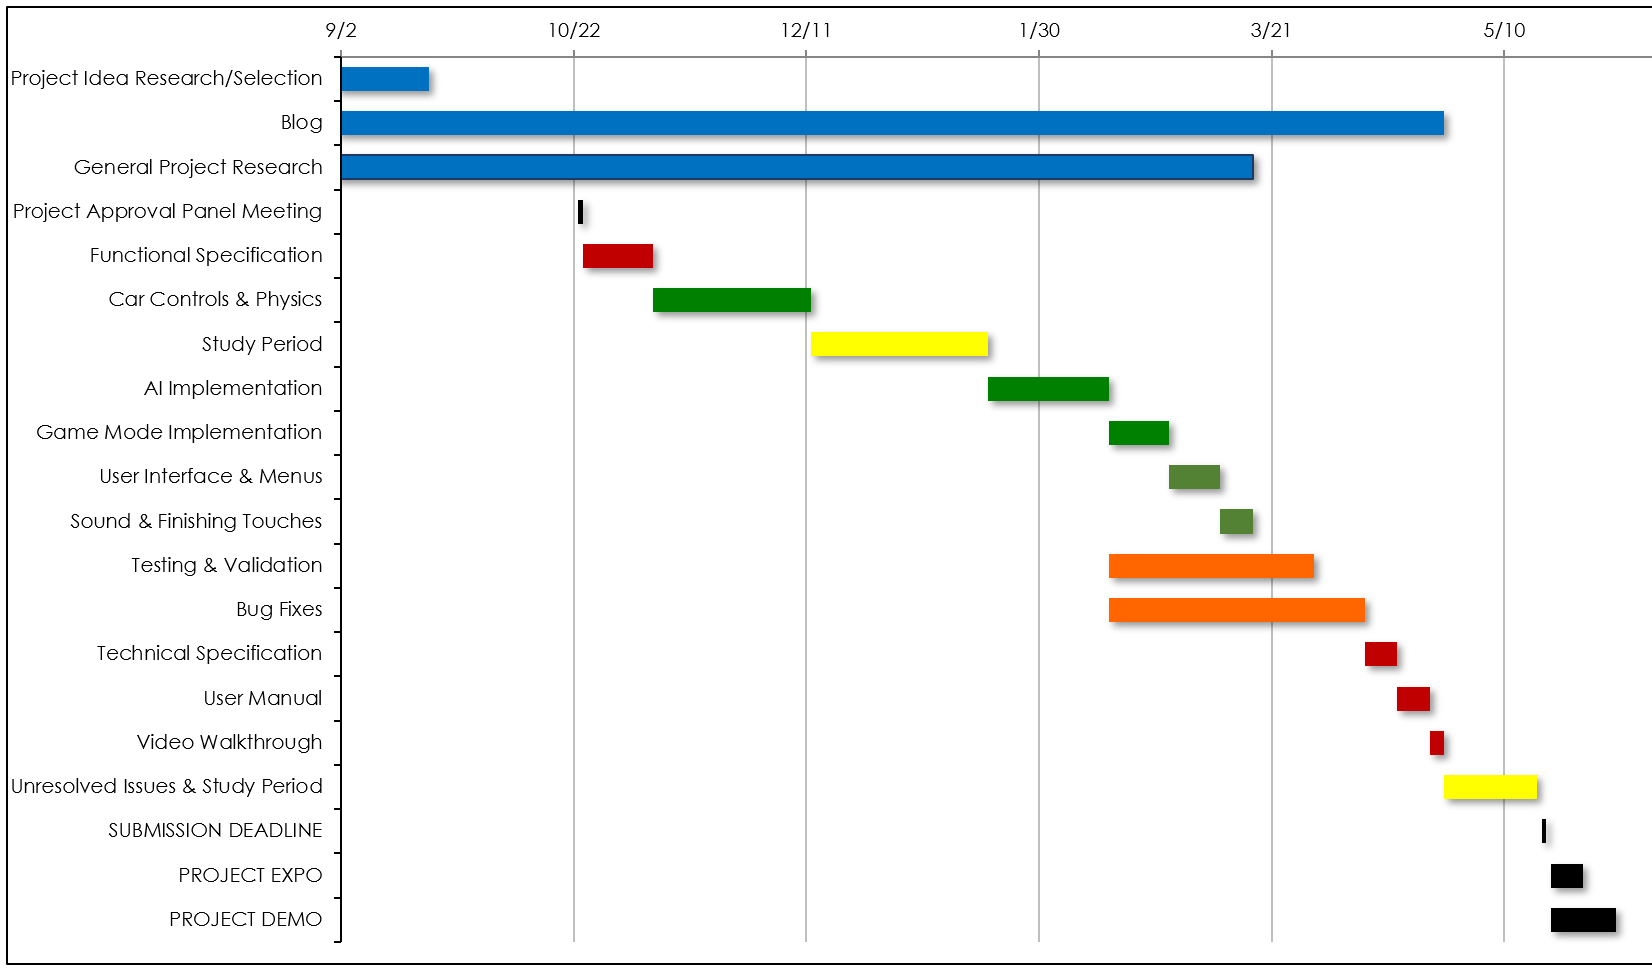 9/2 10/22 12/11 1/30 3/21 5/10
Project Idea Research/Selection
Blog
General Project Research
Project Approval Panel Meeting
Functional Specification
Car Controls & Physics
Study Period
AI Implementation
Game Mode Implementation
User Interface & Menus
Sound & Finishing Touches
Testing & Validation
Bug Fixes
Technical Specification
User Manual
Video Walkthrough
Unresolved Issues & Study Period
SUBMISSION DEADLINE
PROJECT EXPO
PROJECT DEMO